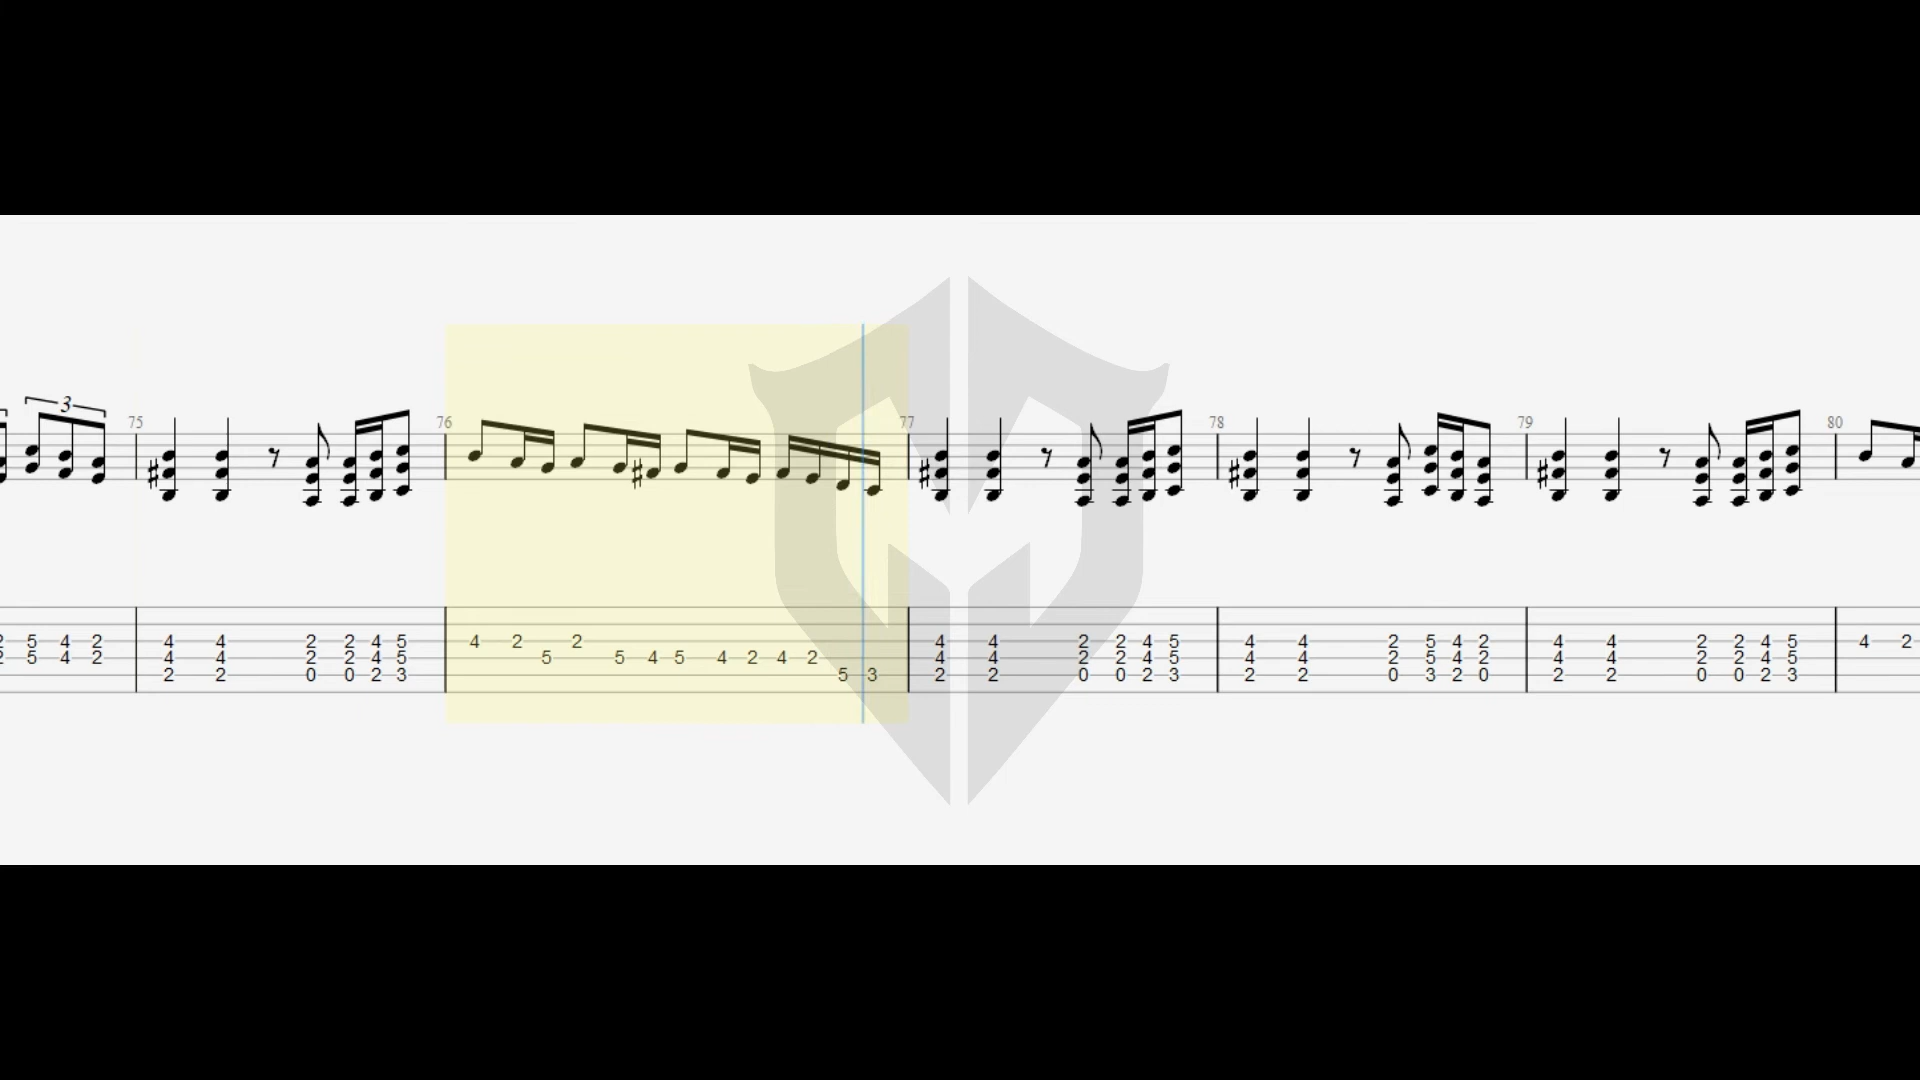 3
75 76 77 78 79 80
2 5 4 2 4 4 2 2 4 5 4 2 2 4 4 2 2 4 5 4 4 2 5 4 2 4 4 2 2 4 5 4 2
2 5 4 2 4 4 2 2 4 5 5 5 4 5 4 2 4 2 4 4 2 2 4 5 4 4 2 5 4 2 4 4 2 2 4 5
2 2 0 0 2 3 5 3 2 2 0 0 2 3 2 2 0 3 2 0 2 2 0 0 2 3